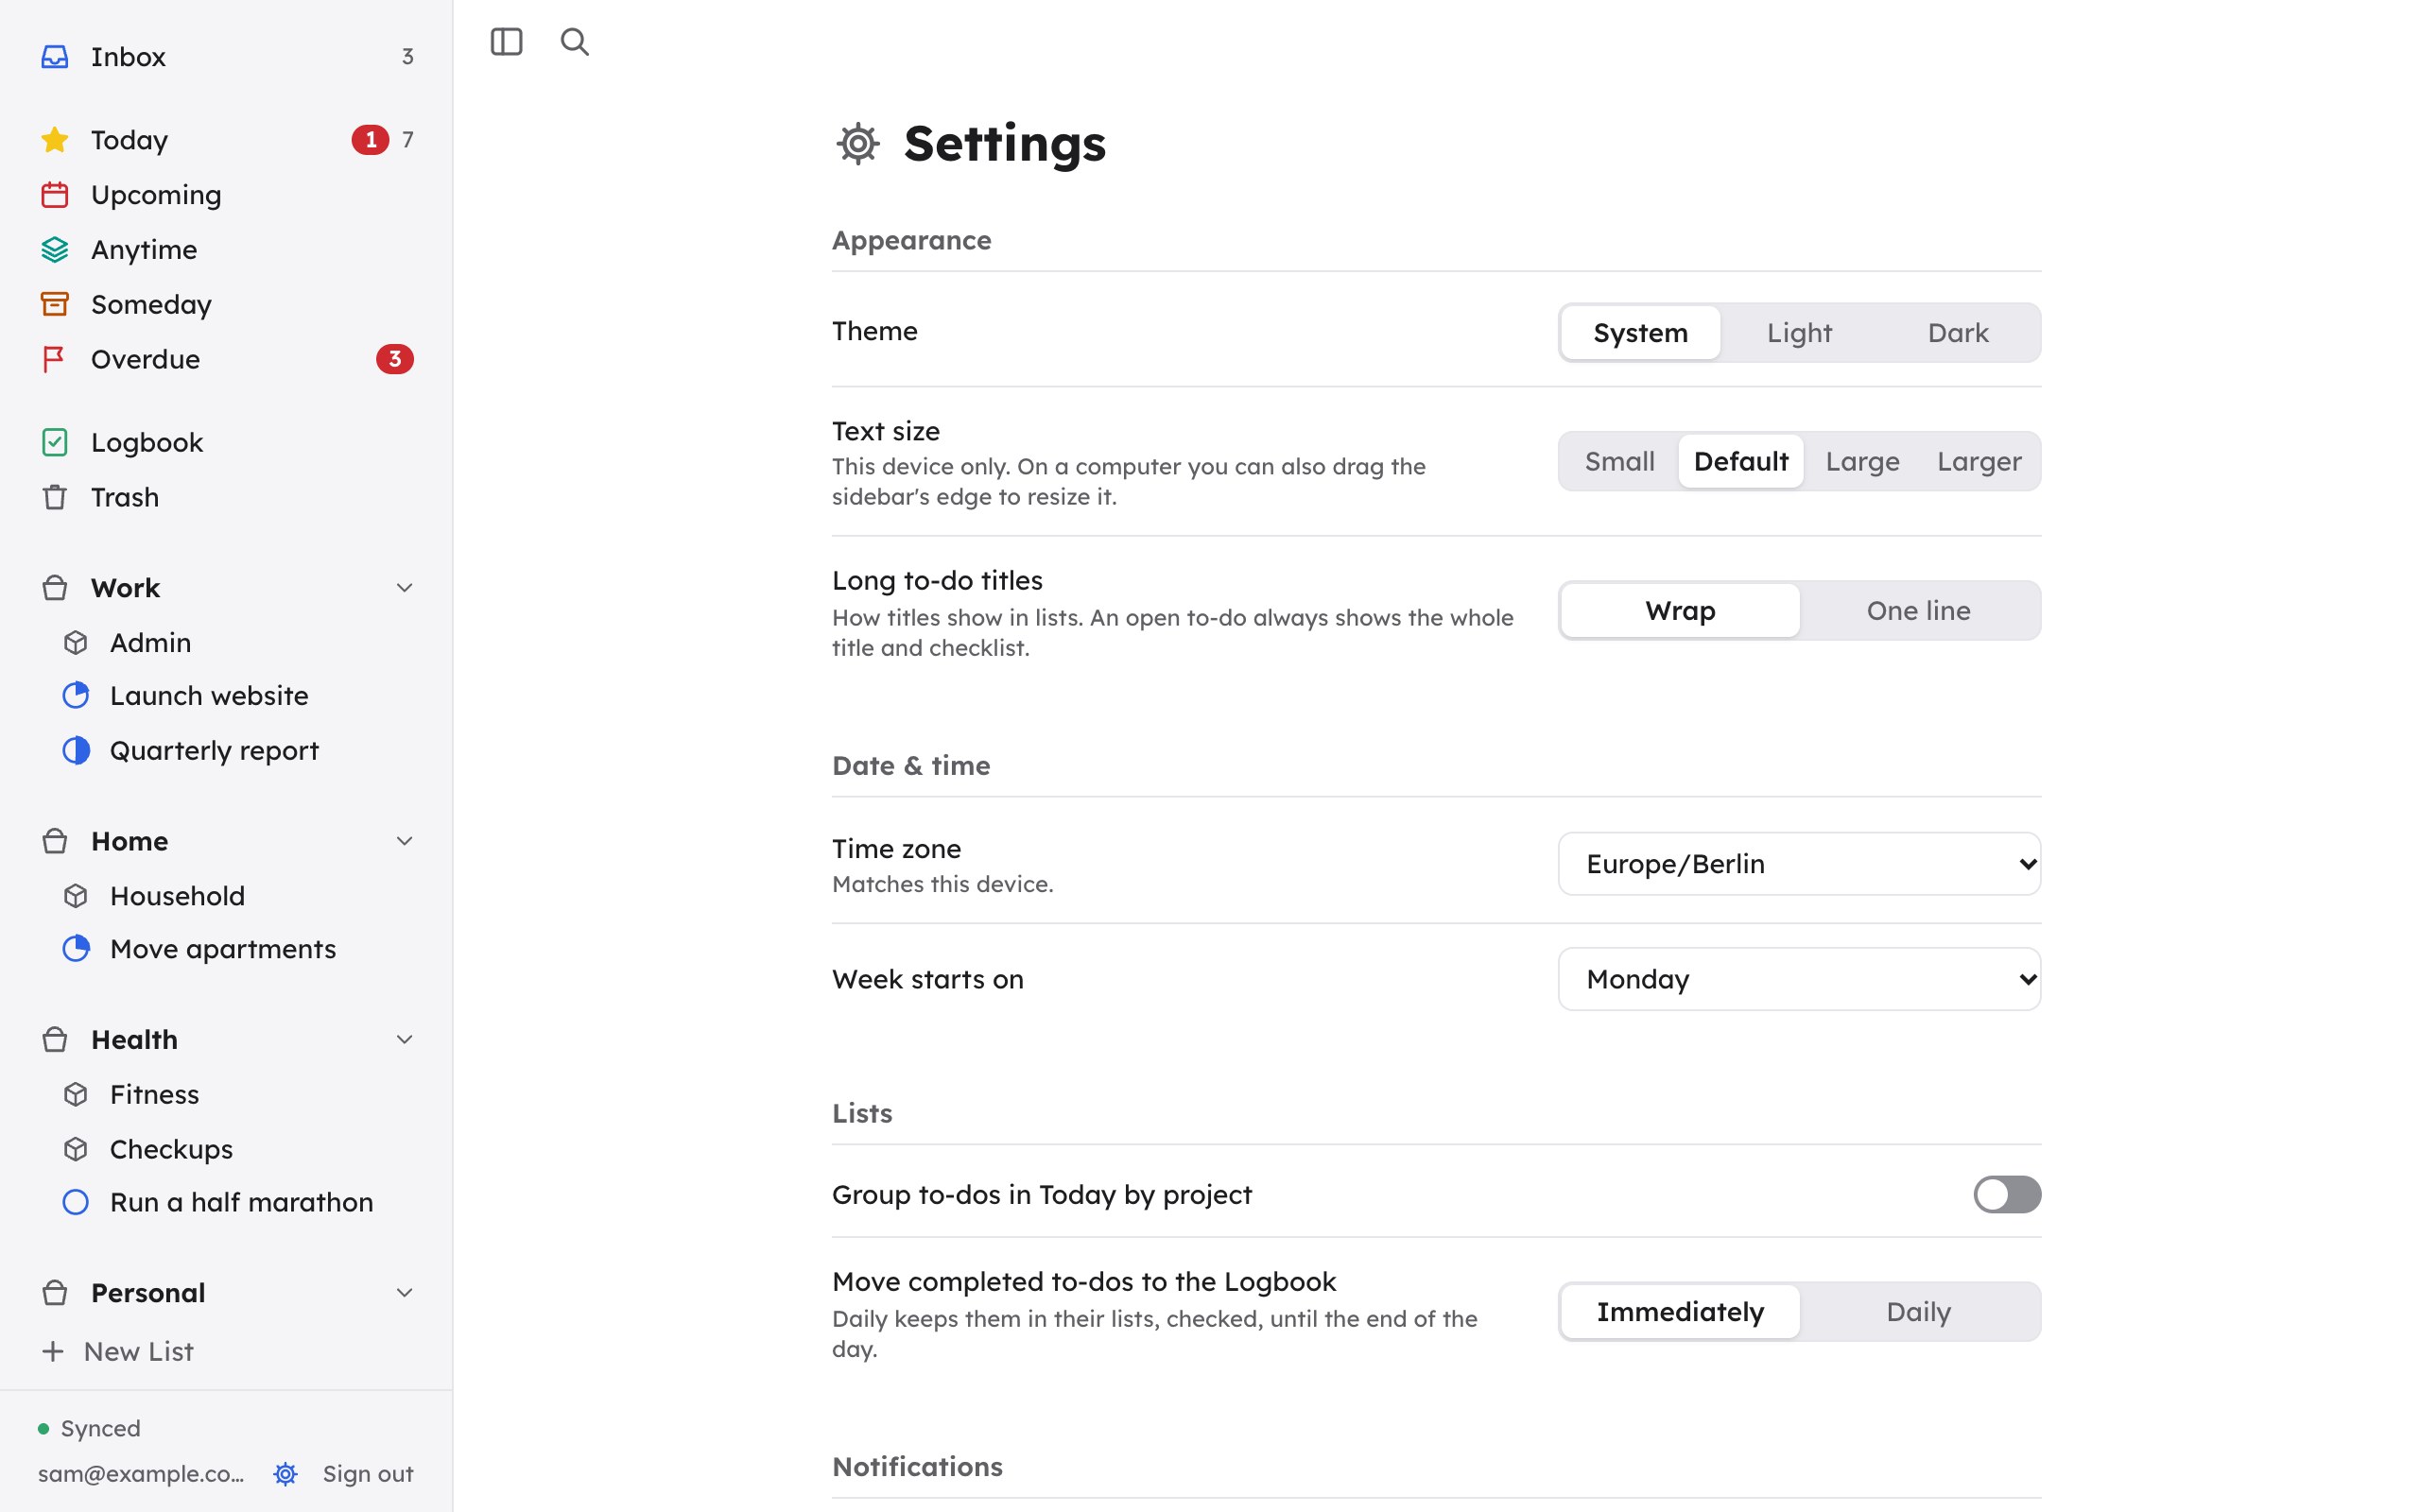 Inbox 3
Today 1 7
Upcoming
Anytime
Someday
Overdue 3
Logbook
Trash
Work
Admin
Launch website
Quarterly report
Home
Household
Move apartments
Health
Fitness
Checkups
Run a half marathon
Personal
New List
Synced
sam@example.co... Sign out
Settings
Appearance
Theme
System Light Dark
Text size
This device only. On a computer you can also drag the
sidebar's edge to resize it.
Small Default Large Larger
Long to-do titles
How titles show in lists. An open to-do always shows the whole
title and checklist.
Wrap One line
Date & time
Time zone
Matches this device.
Europe/Berlin
Week starts on
Monday
Lists
Group to-dos in Today by project
Move completed to-dos to the Logbook
Daily keeps them in their lists, checked, until the end of the
day.
Immediately Daily
Notifications